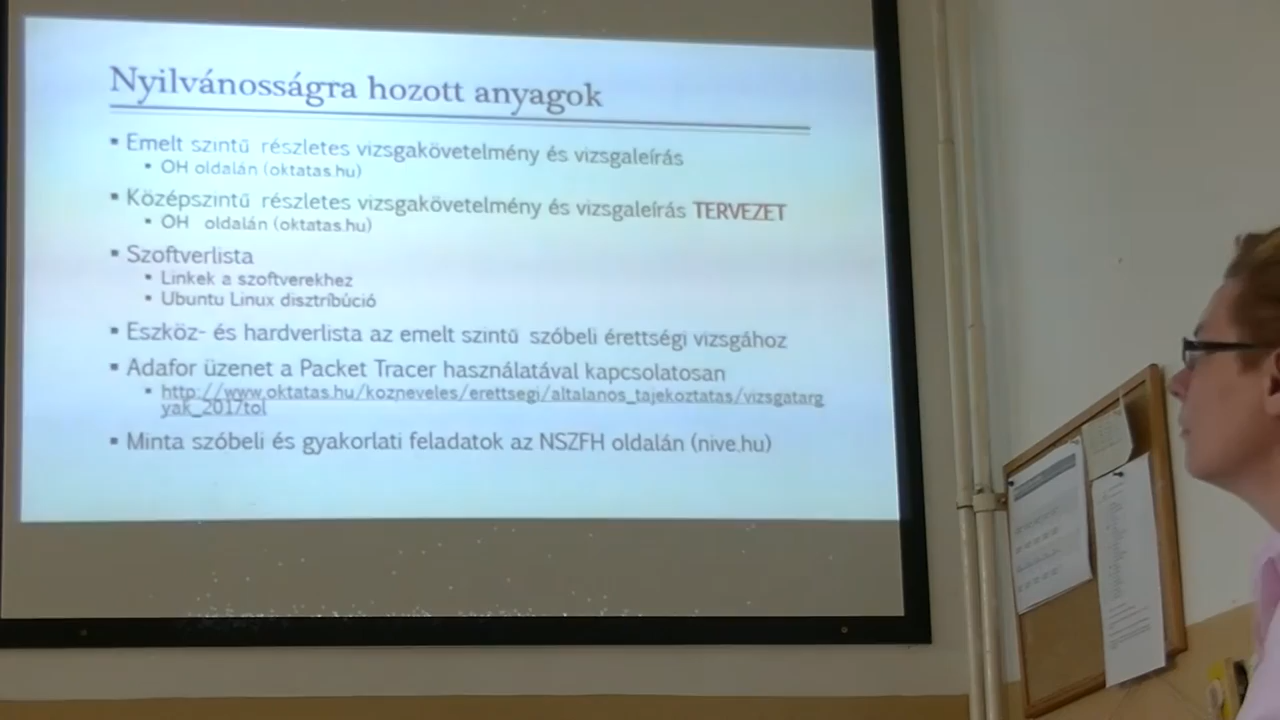 Nyilvánosságra hozott anyagok
▪ Emelt szintű részletes vizsgakövetelmény és vizsgaleírás
▪ OH oldalán (oktatas.hu)
▪ Középszintű részletes vizsgakövetelmény és vizsgaleírás TERVEZET
▪ OH oldalán (oktatas.hu)
▪ Szoftverlista
▪ Linkek a szoftverekhez
▪ Ubuntu Linux disztribúció
▪ Eszköz- és hardverlista az emelt szintű szóbeli érettségi vizsgához
▪ Adafor üzenet a Packet Tracer használatával kapcsolatosan
▪ http://www.oktatas.hu/kozneveles/erettsegi/altalanos_tajekoztatas/vizsgatarg
yak_2017tol
▪ Minta szóbeli és gyakorlati feladatok az NSZFH oldalán (nive.hu)